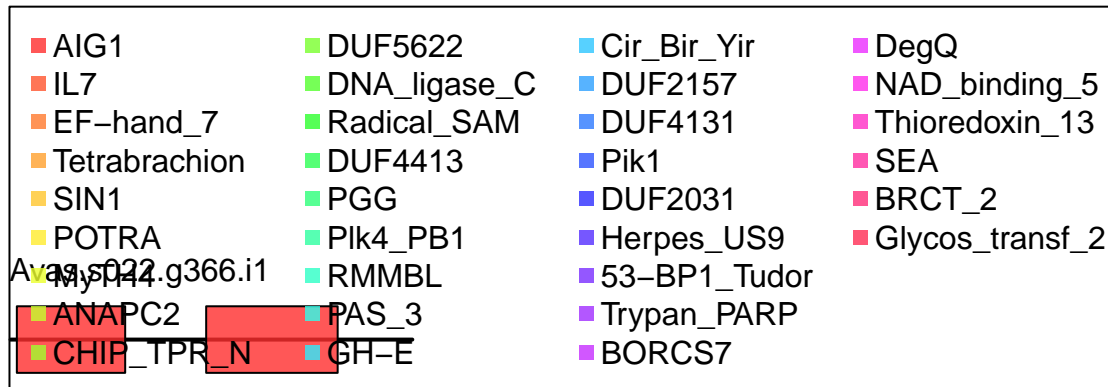 AIG1
IL7
EF−hand_7
Tetrabrachion
SIN1
POTRA
MyTH4
ANAPC2
CHIP_TPR_N
DUF5622
DNA_ligase_C
Radical_SAM
DUF4413
PGG
Plk4_PB1
RMMBL
PAS_3
GH−E
Cir_Bir_Yir
DUF2157
DUF4131
Pik1
DUF2031
Herpes_US9
53−BP1_Tudor
Trypan_PARP
BORCS7
DegQ
NAD_binding_5
Thioredoxin_13
SEA
BRCT_2
Glycos_transf_2
Avas.s022.g366.i1